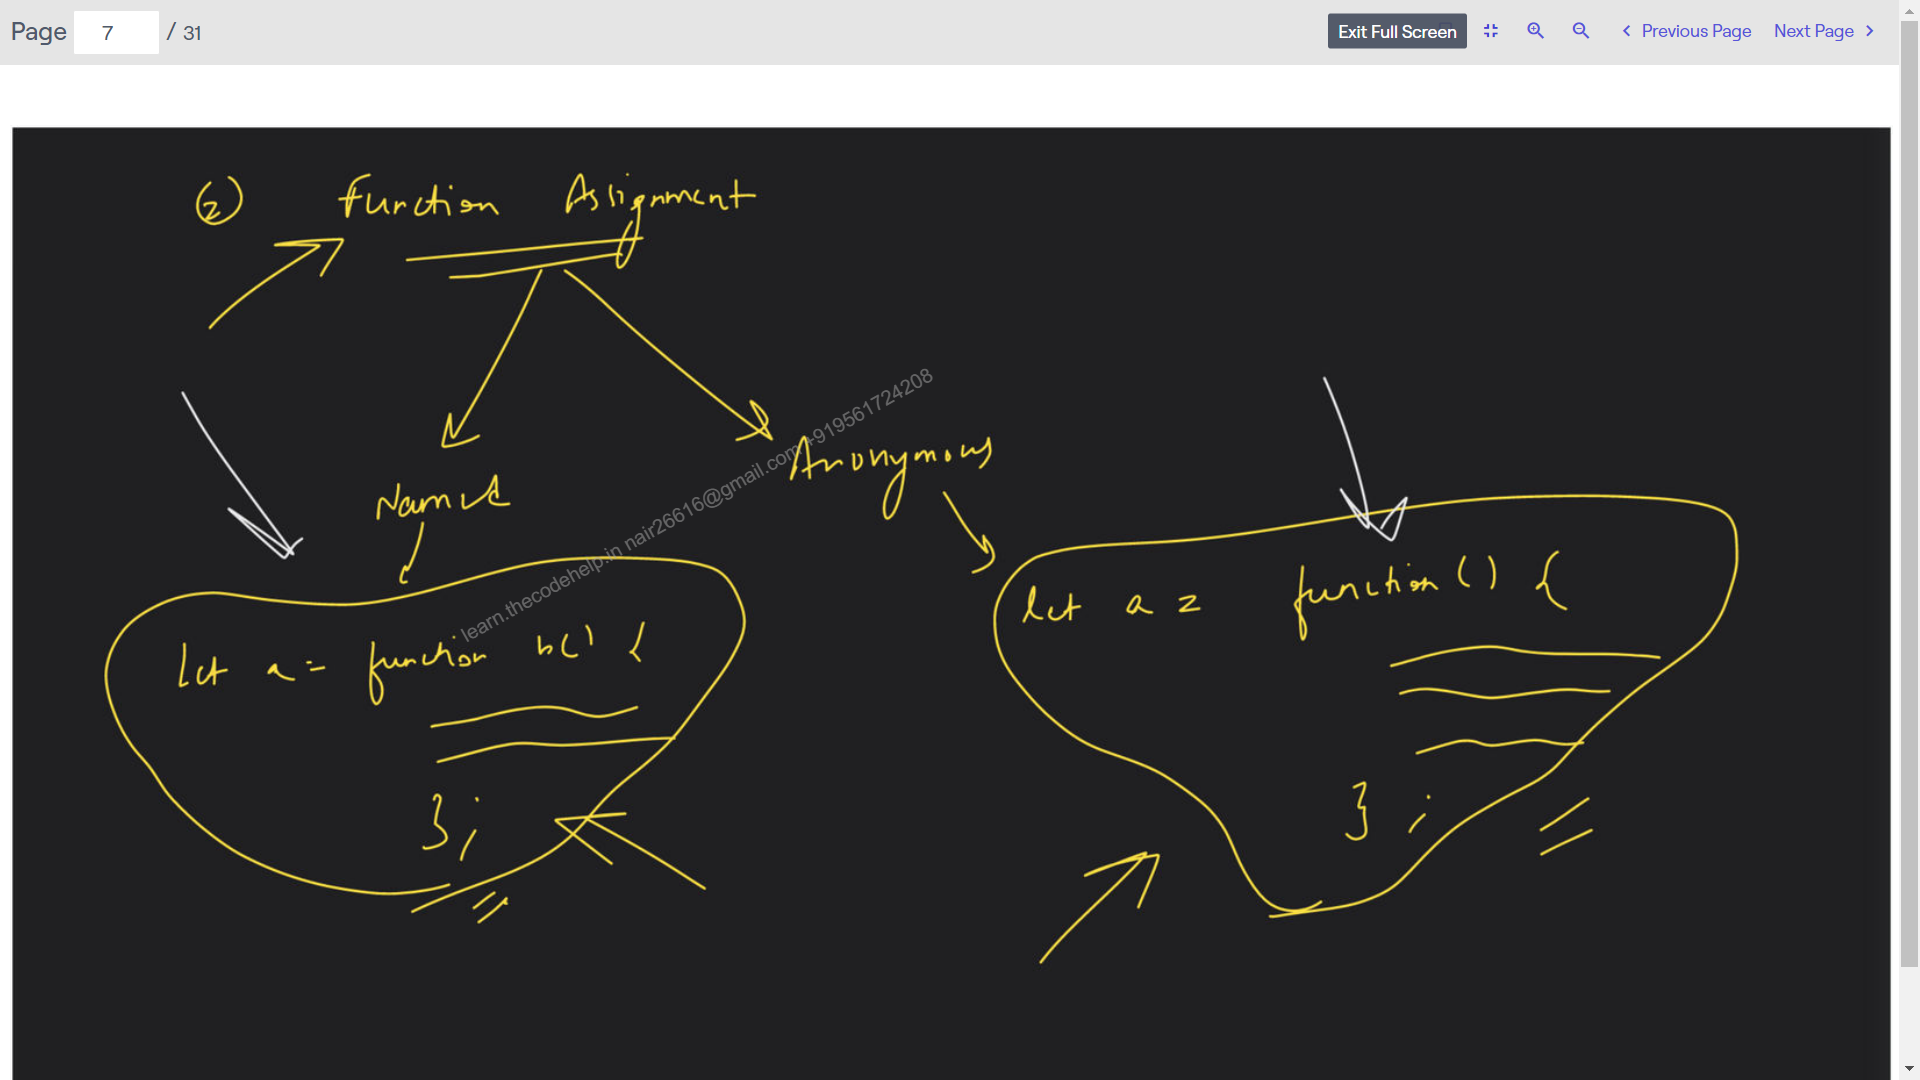 Page 7 / 31
Exit Full Screen
Previous Page Next Page
② Function Assignment
Named
Anonymous
learn.thecodehelp.in nair26616@gmail.com +919561724208
let a = function b() {
};
let a = function() {
};